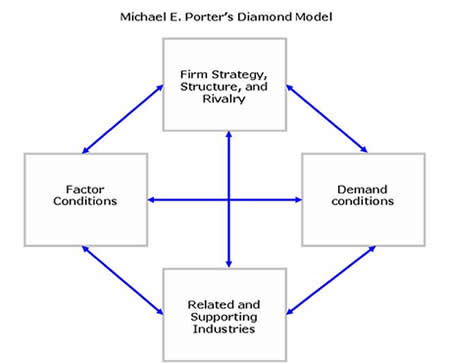 Michael E. Porter's Diamond Model
Firm Strategy,
Structure, and
Rivalry
Factor
Conditions
Demand
conditions
Related and
Supporting
Industries